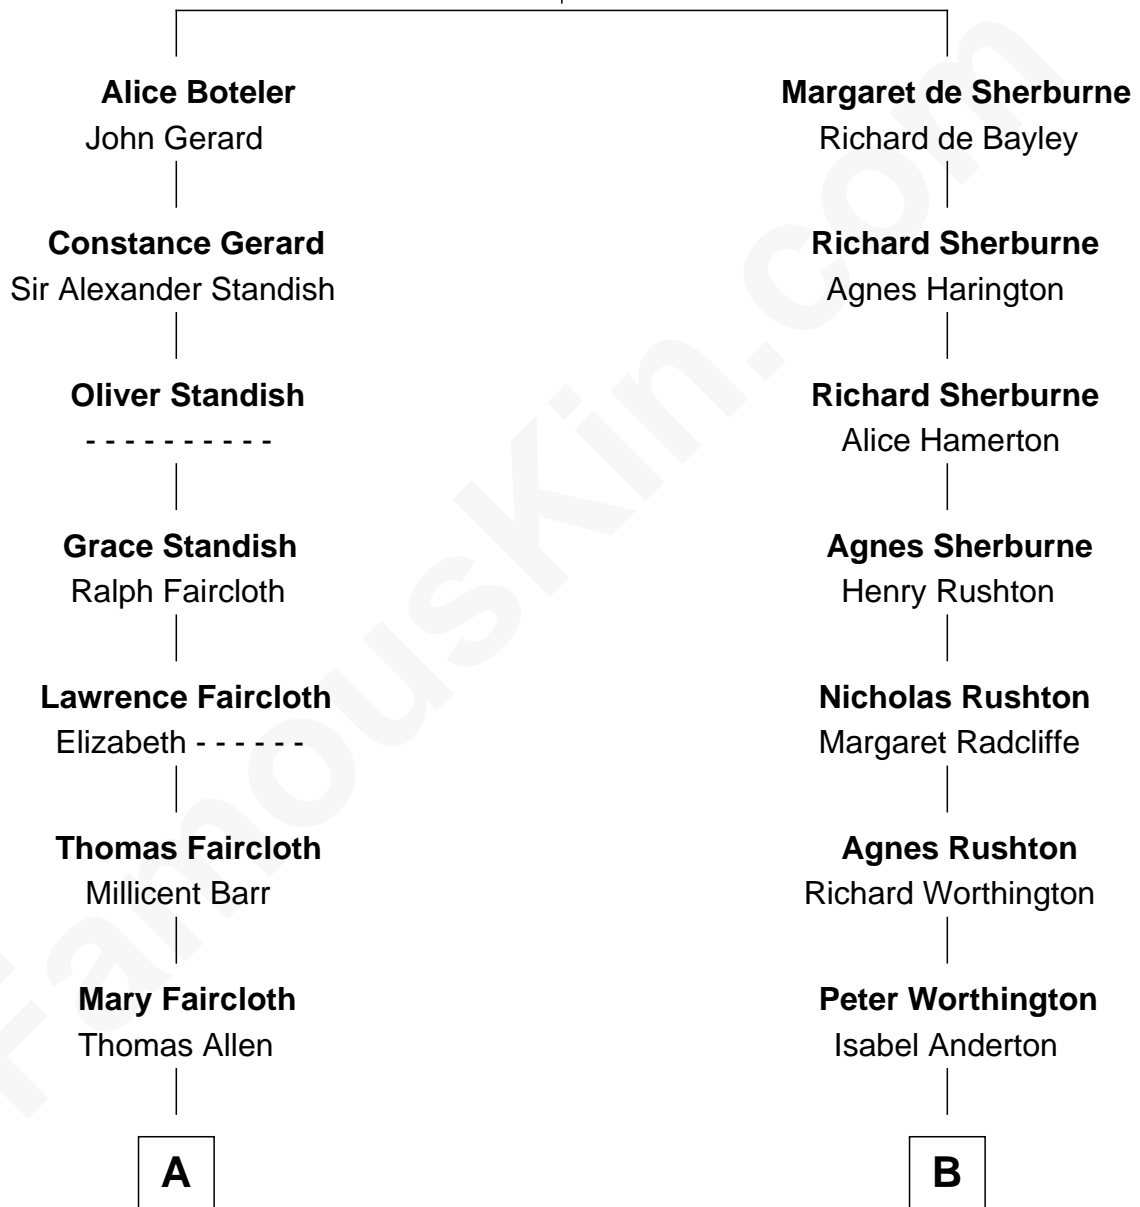 Alice Boteler
John Gerard
Constance Gerard
Sir Alexander Standish
Oliver Standish
- - - - - - - - - -
Grace Standish
Ralph Faircloth
Lawrence Faircloth
Elizabeth - - - - - -
Thomas Faircloth
Millicent Barr
Mary Faircloth
Thomas Allen
A
Margaret de Sherburne
Richard de Bayley
Richard Sherburne
Agnes Harington
Richard Sherburne
Alice Hamerton
Agnes Sherburne
Henry Rushton
Nicholas Rushton
Margaret Radcliffe
Agnes Rushton
Richard Worthington
Peter Worthington
Isabel Anderton
B
FamousKin.com